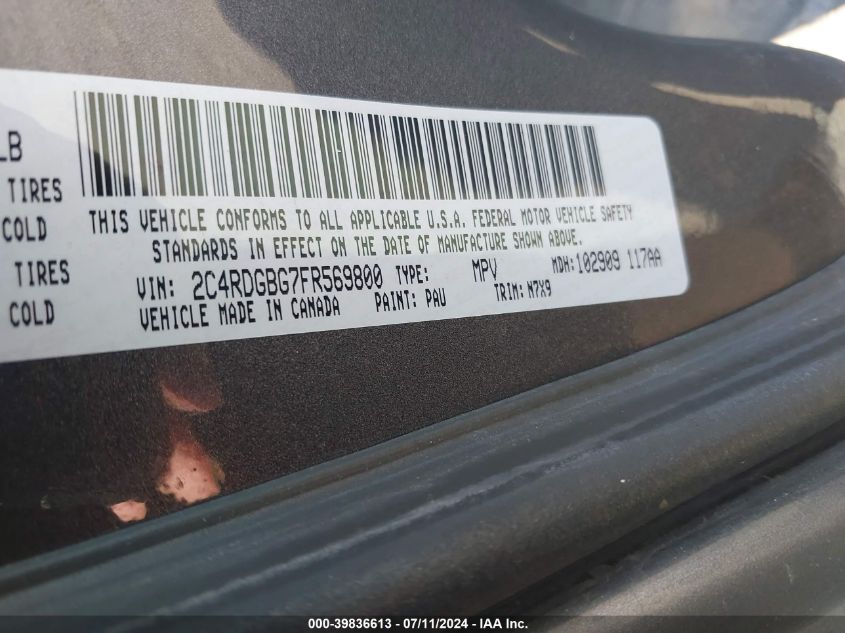 LB
TIRES
COLD
TIRES
COLD
THIS VEHICLE CONFORMS TO ALL APPLICABLE U.S.A. FEDERAL MOTOR VEHICLE SAFETY
STANDARDS IN EFFECT ON THE DATE OF MANUFACTURE SHOWN ABOVE.
VIN: 2C4RDGBG7FR569800 TYPE: MPV MDH:102909 117AA
VEHICLE MADE IN CANADA PAINT: PAU TRIM: N7X9
000-39836613 - 07/11/2024 - IAA Inc.